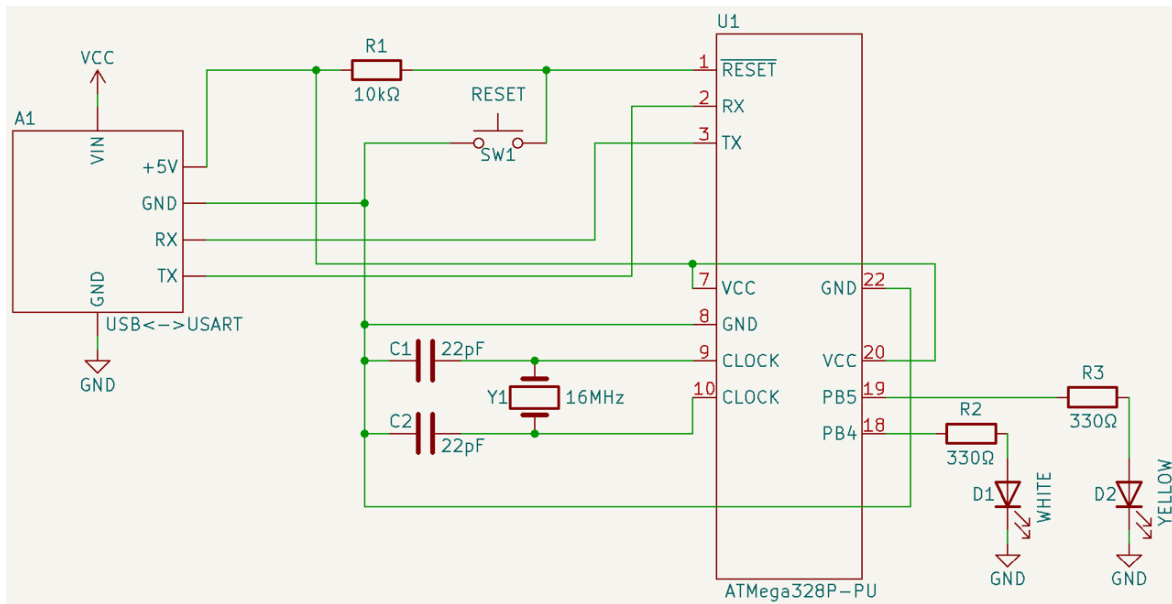 U1
VCC
R1
10kΩ
RESET
SW1
A1
VIN
+5V
GND
RX
TX
GND
USB<->USART
GND
1 RESET
2 RX
3 TX
7 VCC
GND 22
8 GND
C1 22pF
9 CLOCK
VCC 20
Y1 16MHz
10 CLOCK
PB5 19
R3
330Ω
C2
22pF
PB4 18
R2
330Ω
D1
WHITE
D2
YELLOW
GND
GND
ATMega328P-PU